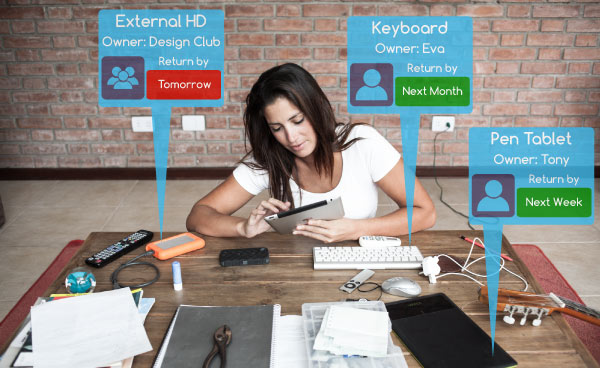 External HD
Owner: Design Club
Return by
Tomorrow
Keyboard
Owner: Eva
Return by
Next Month
Pen Tablet
Owner: Tony
Return by
Next Week